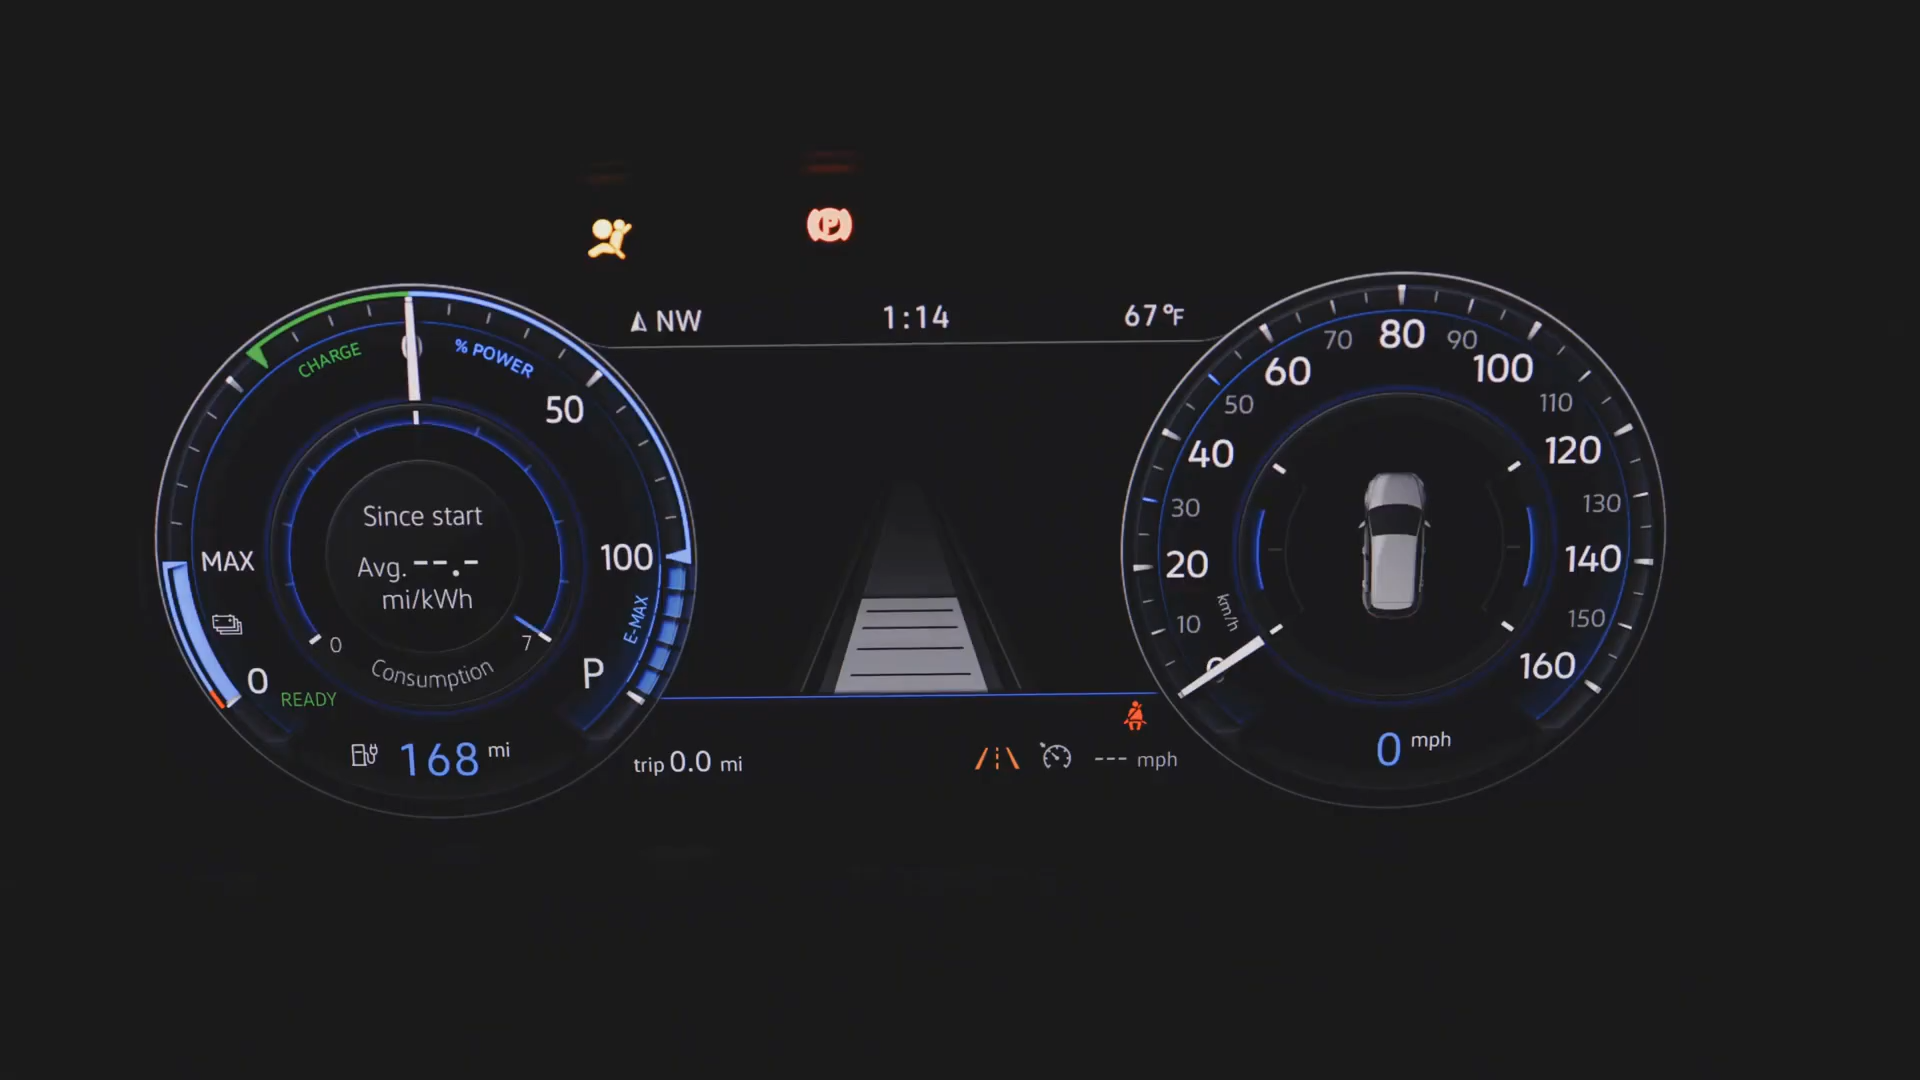 P
NW
1:14
67°F
CHARGE
0
% POWER
50
100
E-MAX
MAX
0
READY
Since start
Avg. --.-
mi/kWh
0
7
Consumption
P
168 mi
trip 0.0 mi
--- mph
0
10
20
30
40
50
60
70
80
90
100
110
120
130
140
150
160
km/h
0 mph